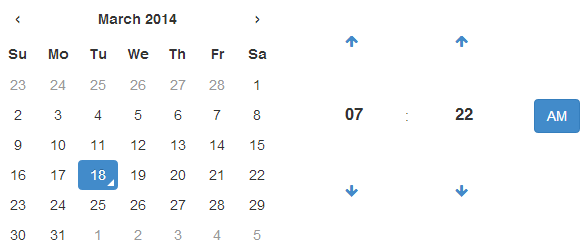 ‹ March 2014 ›
Su Mo Tu We Th Fr Sa
23 24 25 26 27 28 1
2 3 4 5 6 7 8
9 10 11 12 13 14 15
16 17 18 19 20 21 22
23 24 25 26 27 28 29
30 31 1 2 3 4 5
07 : 22 AM